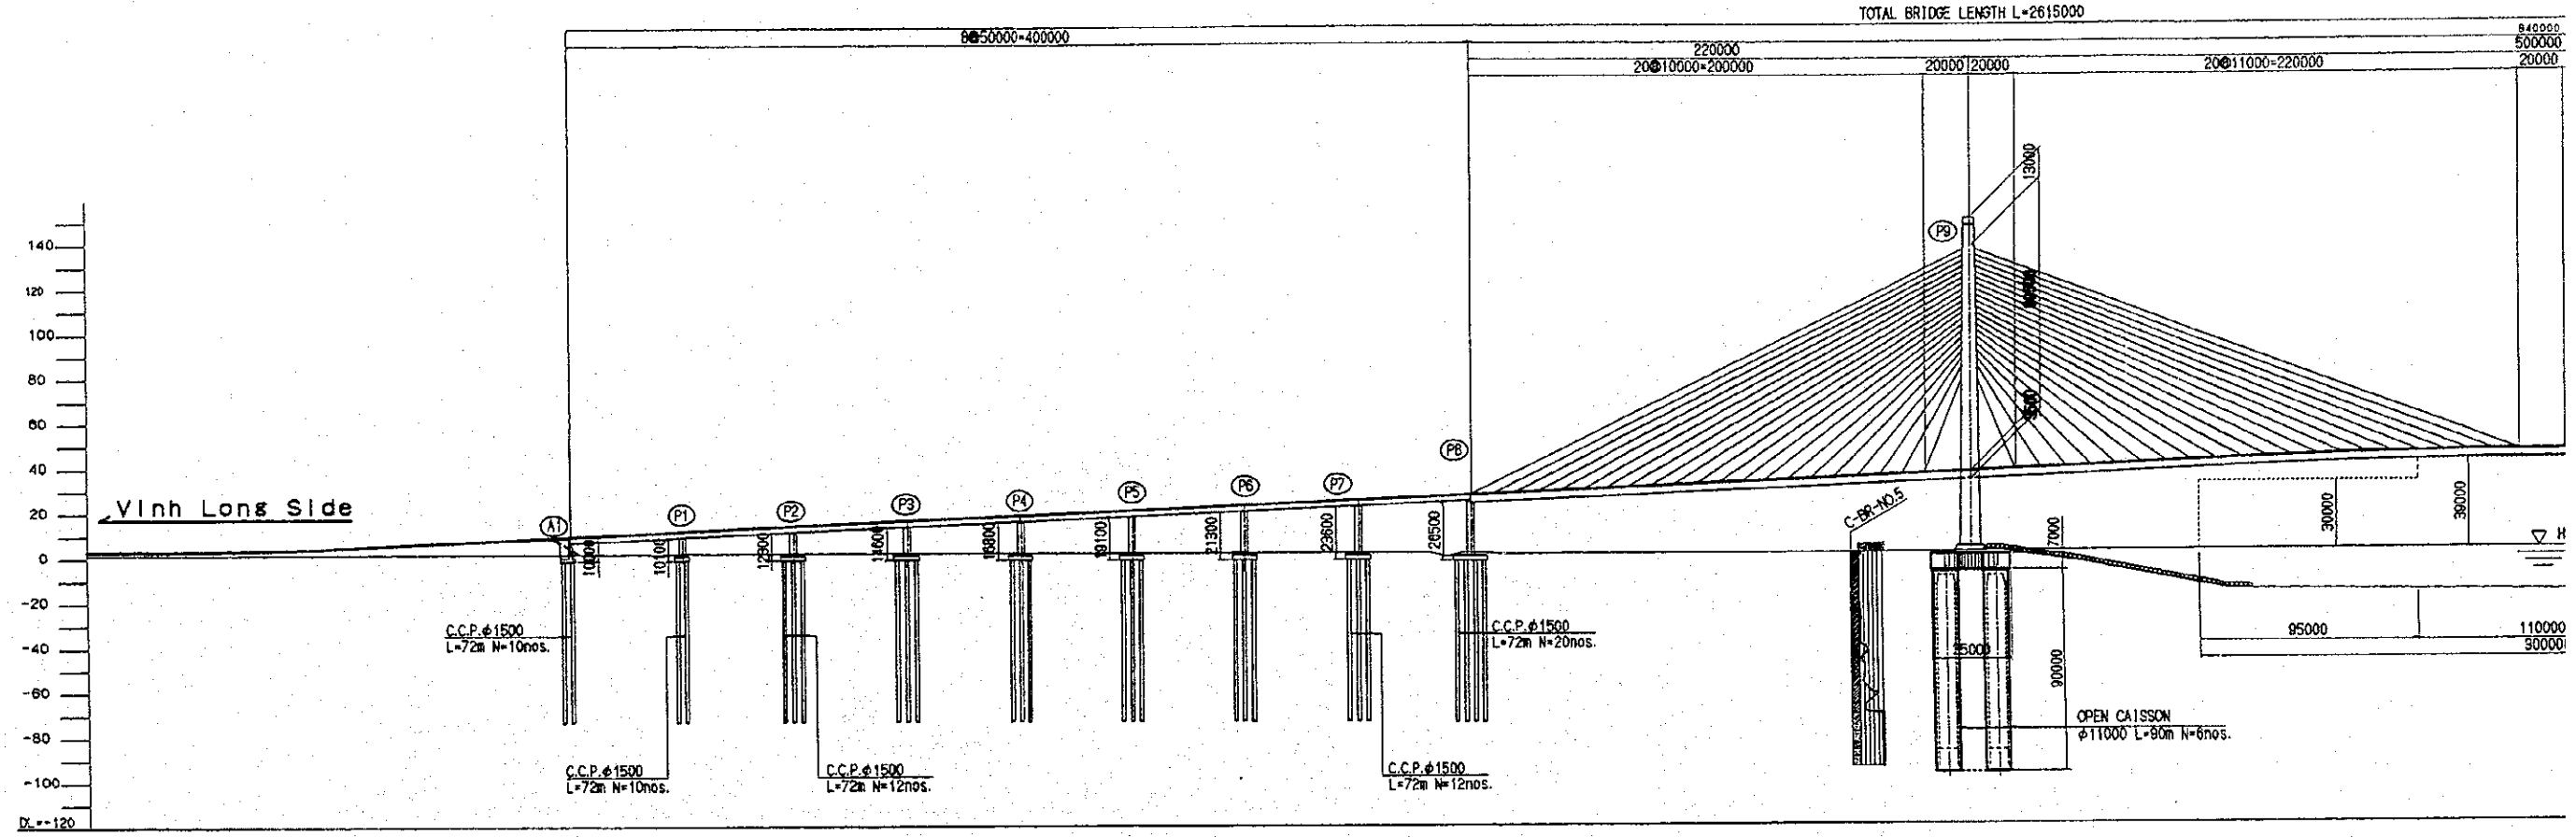 TOTAL BRIDGE LENGTH L=2615000
8@50000=400000
840000
220000
500000
20@10000=200000
20000
20000
20@11000=220000
20000
13000
P9
140
120
100
80
60
40
20
0
-20
-40
-60
-80
-100
DL=-120
Vinh Long Side
A1
P1
P2
P3
P4
P5
P6
P7
P8
10000
10100
12300
14600
16800
19100
21300
23600
26500
C-BR-NO.5
7000
30000
39000
H
C.C.P.φ1500
L=72m N=10nos.
C.C.P.φ1500
L=72m N=10nos.
C.C.P.φ1500
L=72m N=12nos.
C.C.P.φ1500
L=72m N=12nos.
C.C.P.φ1500
L=72m N=20nos.
95000
110000
90000
OPEN CAISSON
φ11000 L=90m N=6nos.